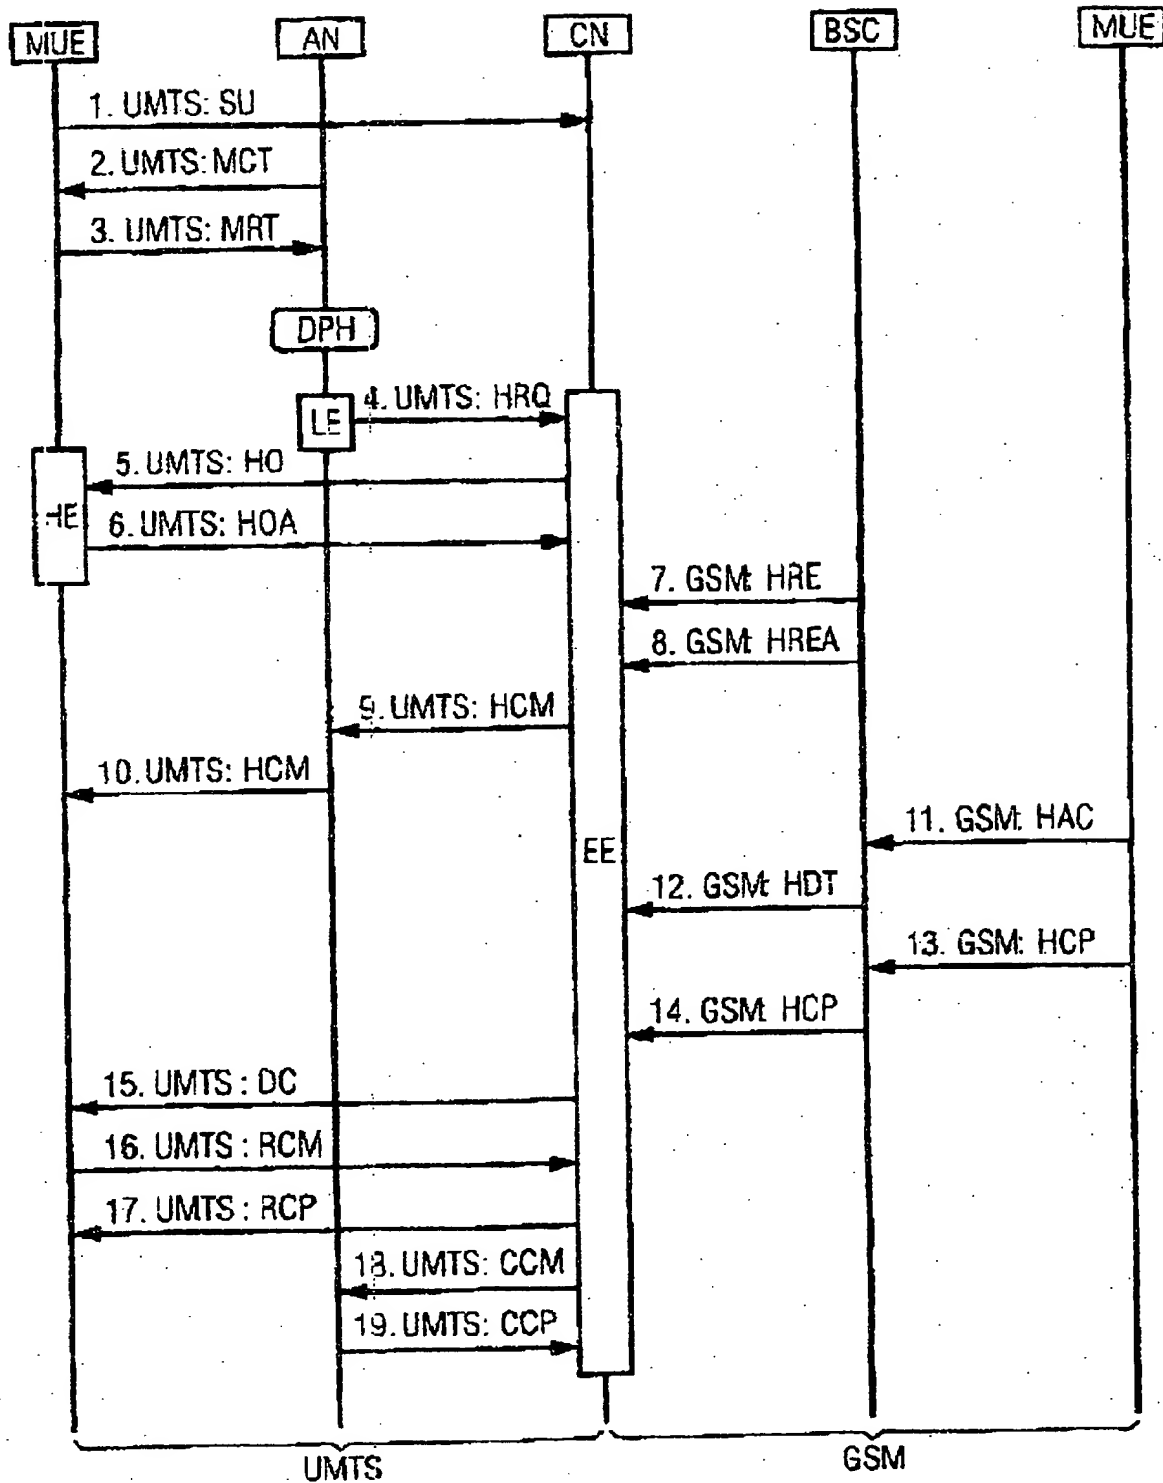 MUE
AN
CN
BSC
MUE
1. UMTS: SU
2. UMTS: MCT
3. UMTS: MRT
DPH
LE
4. UMTS: HRQ
5. UMTS: HO
HE
6. UMTS: HOA
7. GSM: HRE
8. GSM: HREA
9. UMTS: HCM
10. UMTS: HCM
11. GSM: HAC
EE
12. GSM: HDT
13. GSM: HCP
14. GSM: HCP
15. UMTS : DC
16. UMTS : RCM
17. UMTS : RCP
18. UMTS: CCM
19. UMTS: CCP
UMTS
GSM